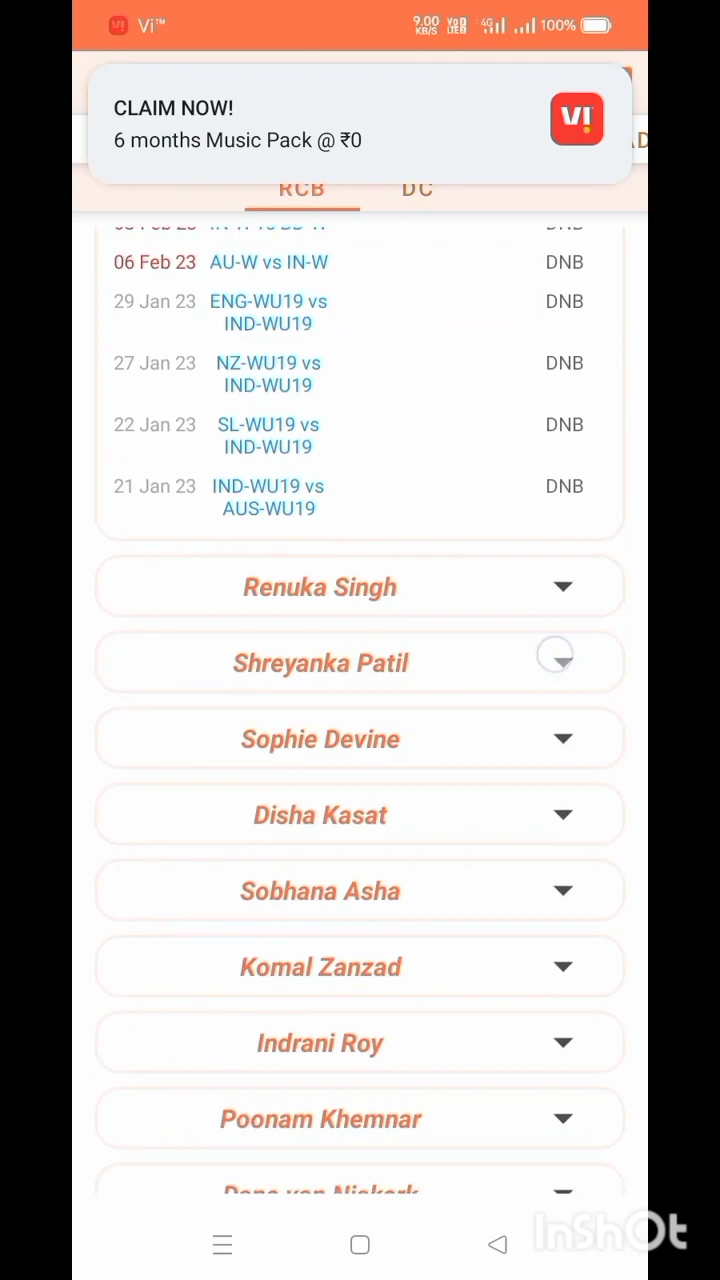 Vi™ 9.00 KB/S VoD LTED 4G 100%
CLAIM NOW!
6 months Music Pack @ ₹0
Vi
RCB DC
06 Feb 23 AU-W vs IN-W DNB
29 Jan 23 ENG-WU19 vs DNB
IND-WU19
27 Jan 23 NZ-WU19 vs DNB
IND-WU19
22 Jan 23 SL-WU19 vs DNB
IND-WU19
21 Jan 23 IND-WU19 vs DNB
AUS-WU19
Renuka Singh
Shreyanka Patil
Sophie Devine
Disha Kasat
Sobhana Asha
Komal Zanzad
Indrani Roy
Poonam Khemnar
InShOt